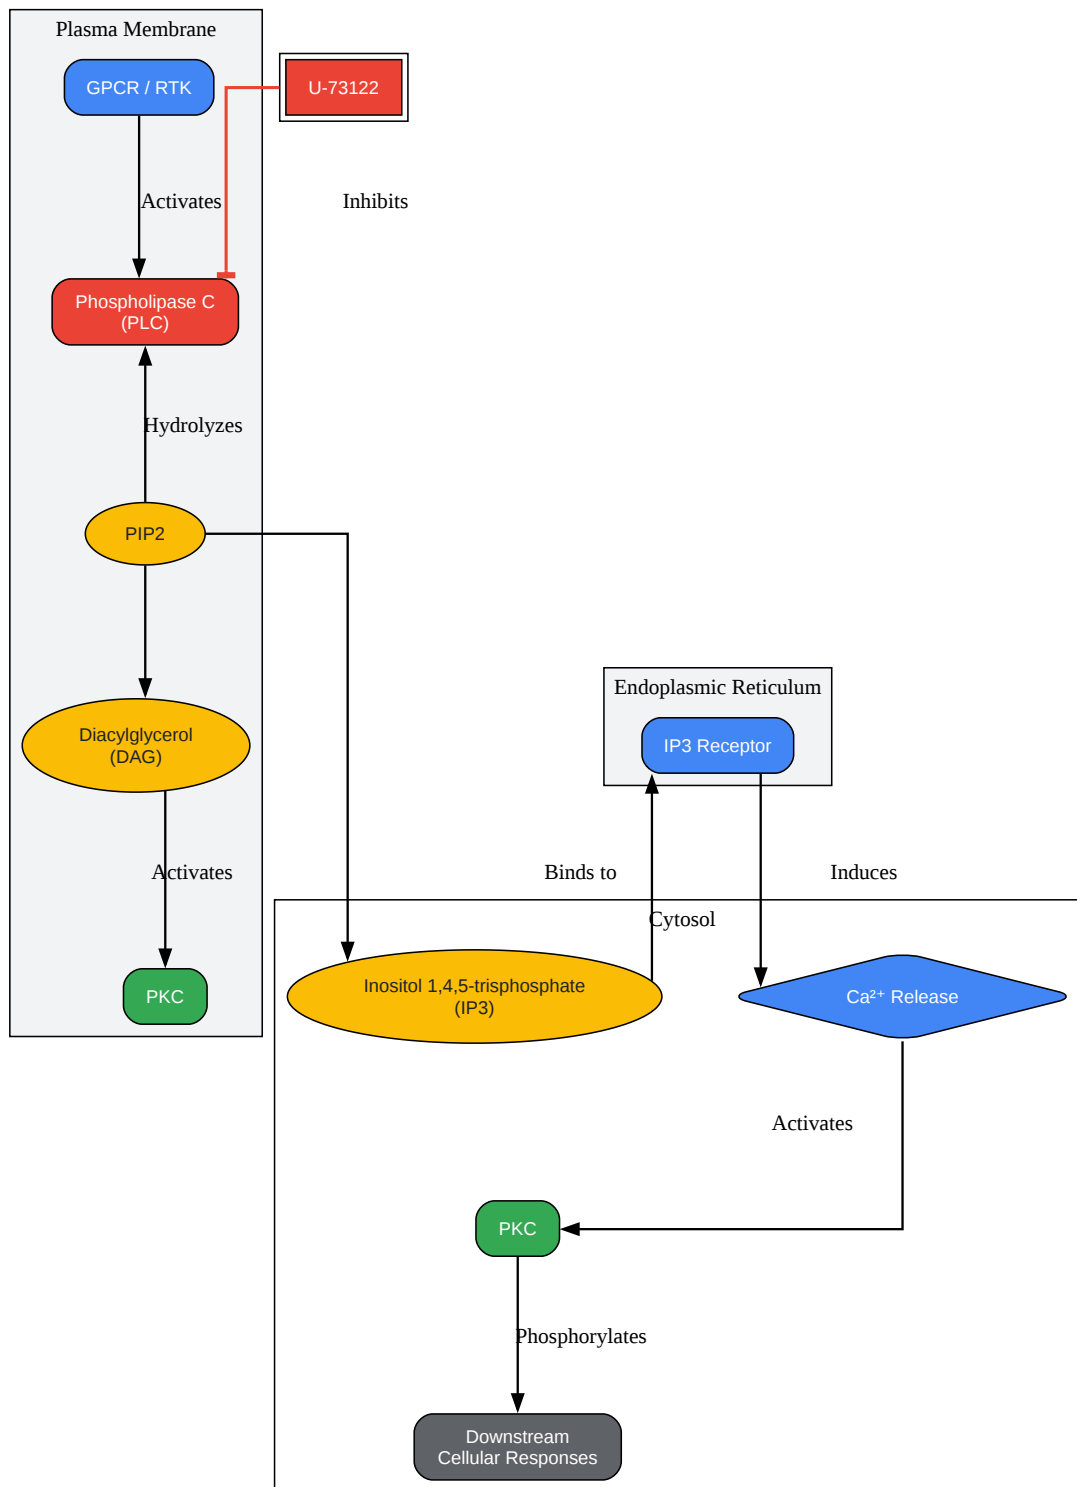 Plasma Membrane
GPCR / RTK
U-73122
Activates
Inhibits
Phospholipase C
(PLC)
Hydrolyzes
PIP2
Endoplasmic Reticulum
Diacylglycerol
(DAG)
IP3 Receptor
Activates
Binds to
Induces
Cytosol
PKC
Inositol 1,4,5-trisphosphate
(IP3)
Ca²⁺ Release
Activates
PKC
Phosphorylates
Downstream
Cellular Responses